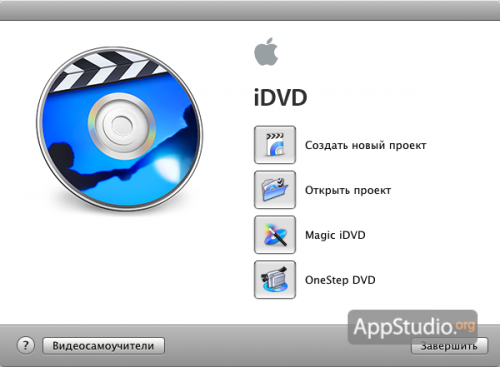 iDVD
Создать новый проект
Открыть проект
Magic iDVD
OneStep DVD
AppStudio.org
? Видеосамоучители Завершить